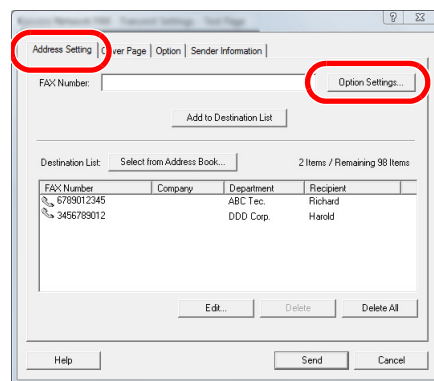 Address Setting Cover Page Option Sender Information
FAX Number: Option Settings...
Add to Destination List
Destination List: Select from Address Book... 2 Items / Remaining 98 Items
FAX Number Company Department Recipient
6789012345 ABC Tec. Richard
3456789012 DDD Corp. Harold
Edit... Delete Delete All
Help Send Cancel